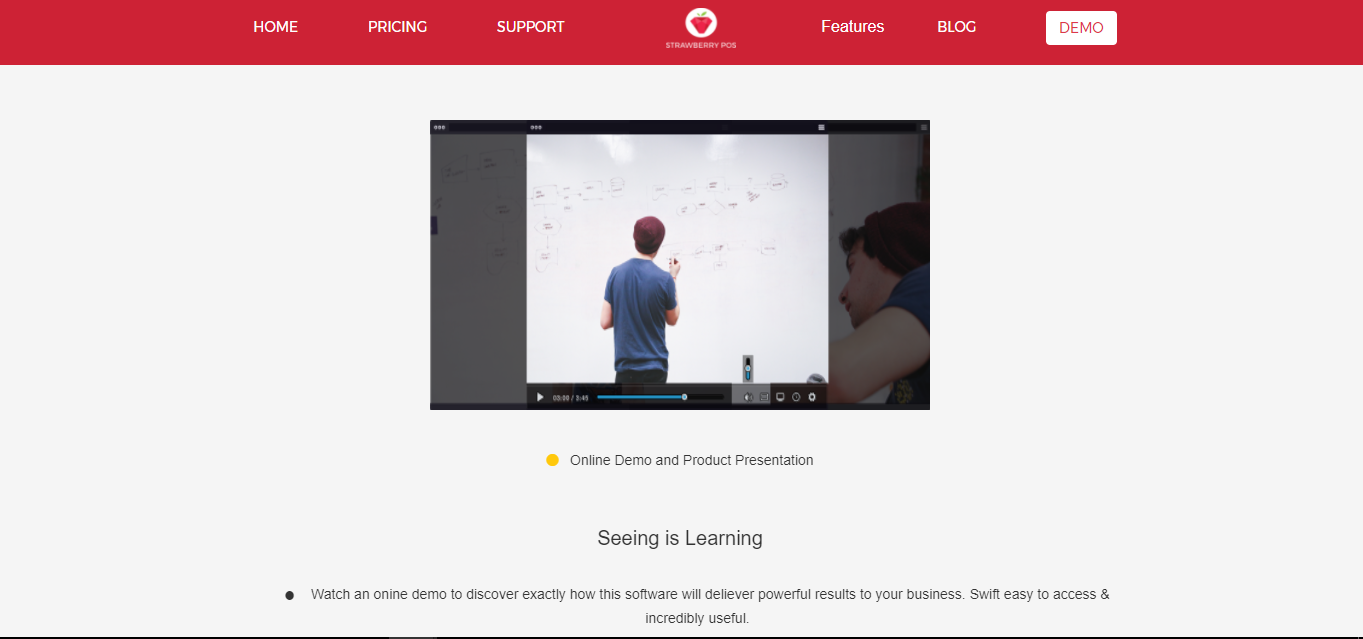 HOME PRICING SUPPORT STRAWBERRY POS Features BLOG DEMO
03:00 / 3:46
Online Demo and Product Presentation
Seeing is Learning
Watch an onine demo to discover exactly how this software will deliever powerful results to your business. Swift easy to access &
incredibly useful.